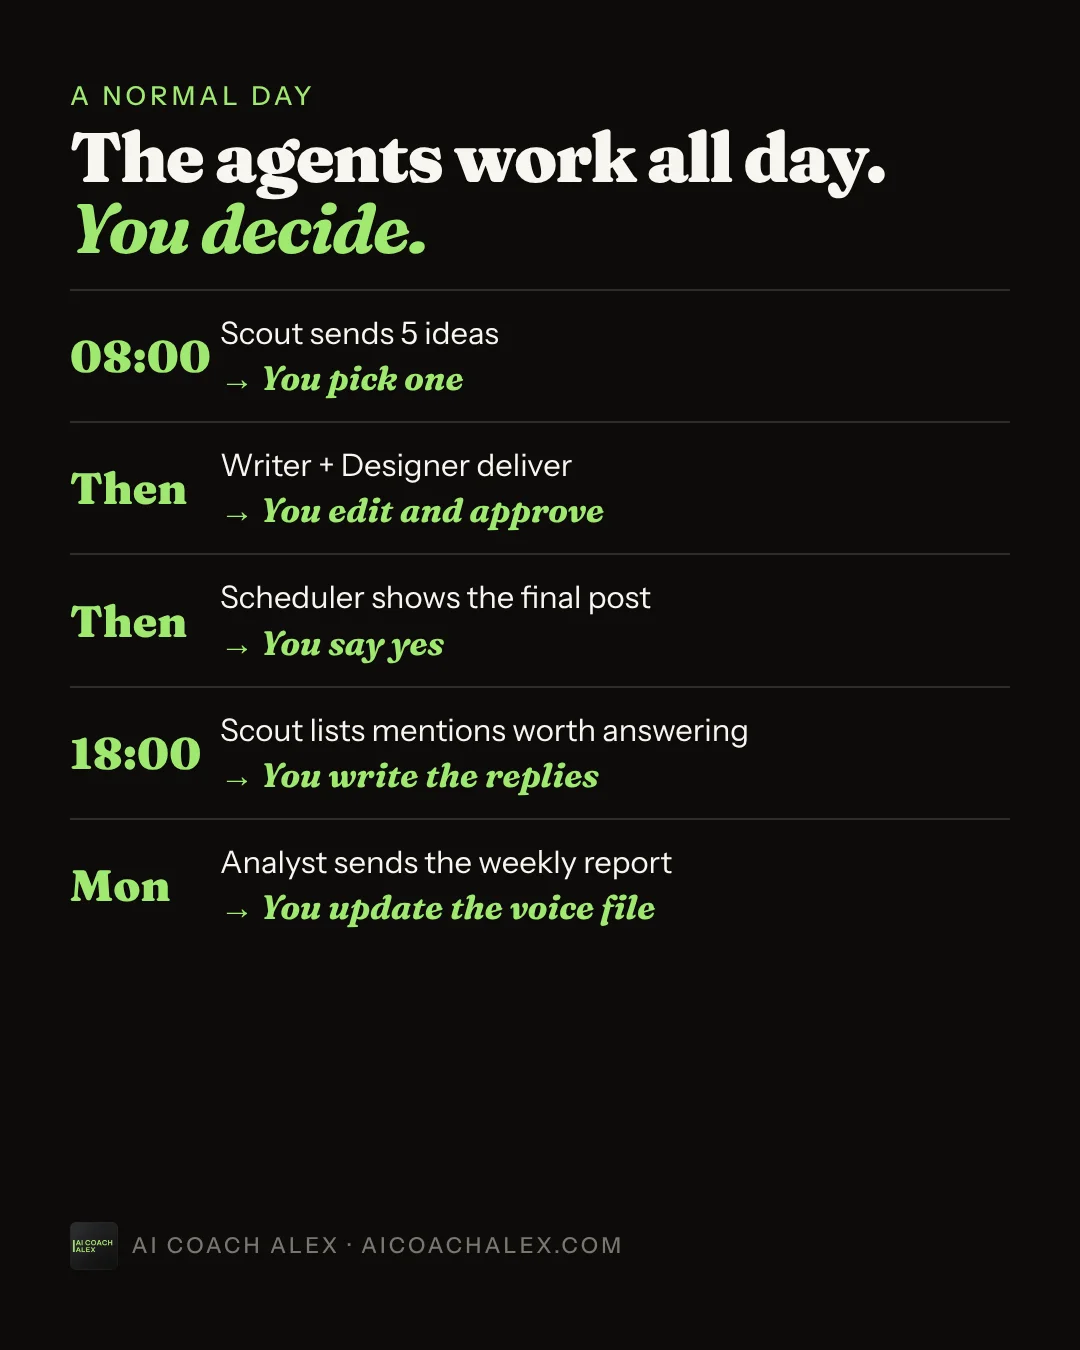 A NORMAL DAY
The agents work all day.
You decide.
08:00
Scout sends 5 ideas
→ You pick one
Then
Writer + Designer deliver
→ You edit and approve
Then
Scheduler shows the final post
→ You say yes
18:00
Scout lists mentions worth answering
→ You write the replies
Mon
Analyst sends the weekly report
→ You update the voice file
AI COACH
ALEX
AI COACH ALEX · AICOACHALEX.COM